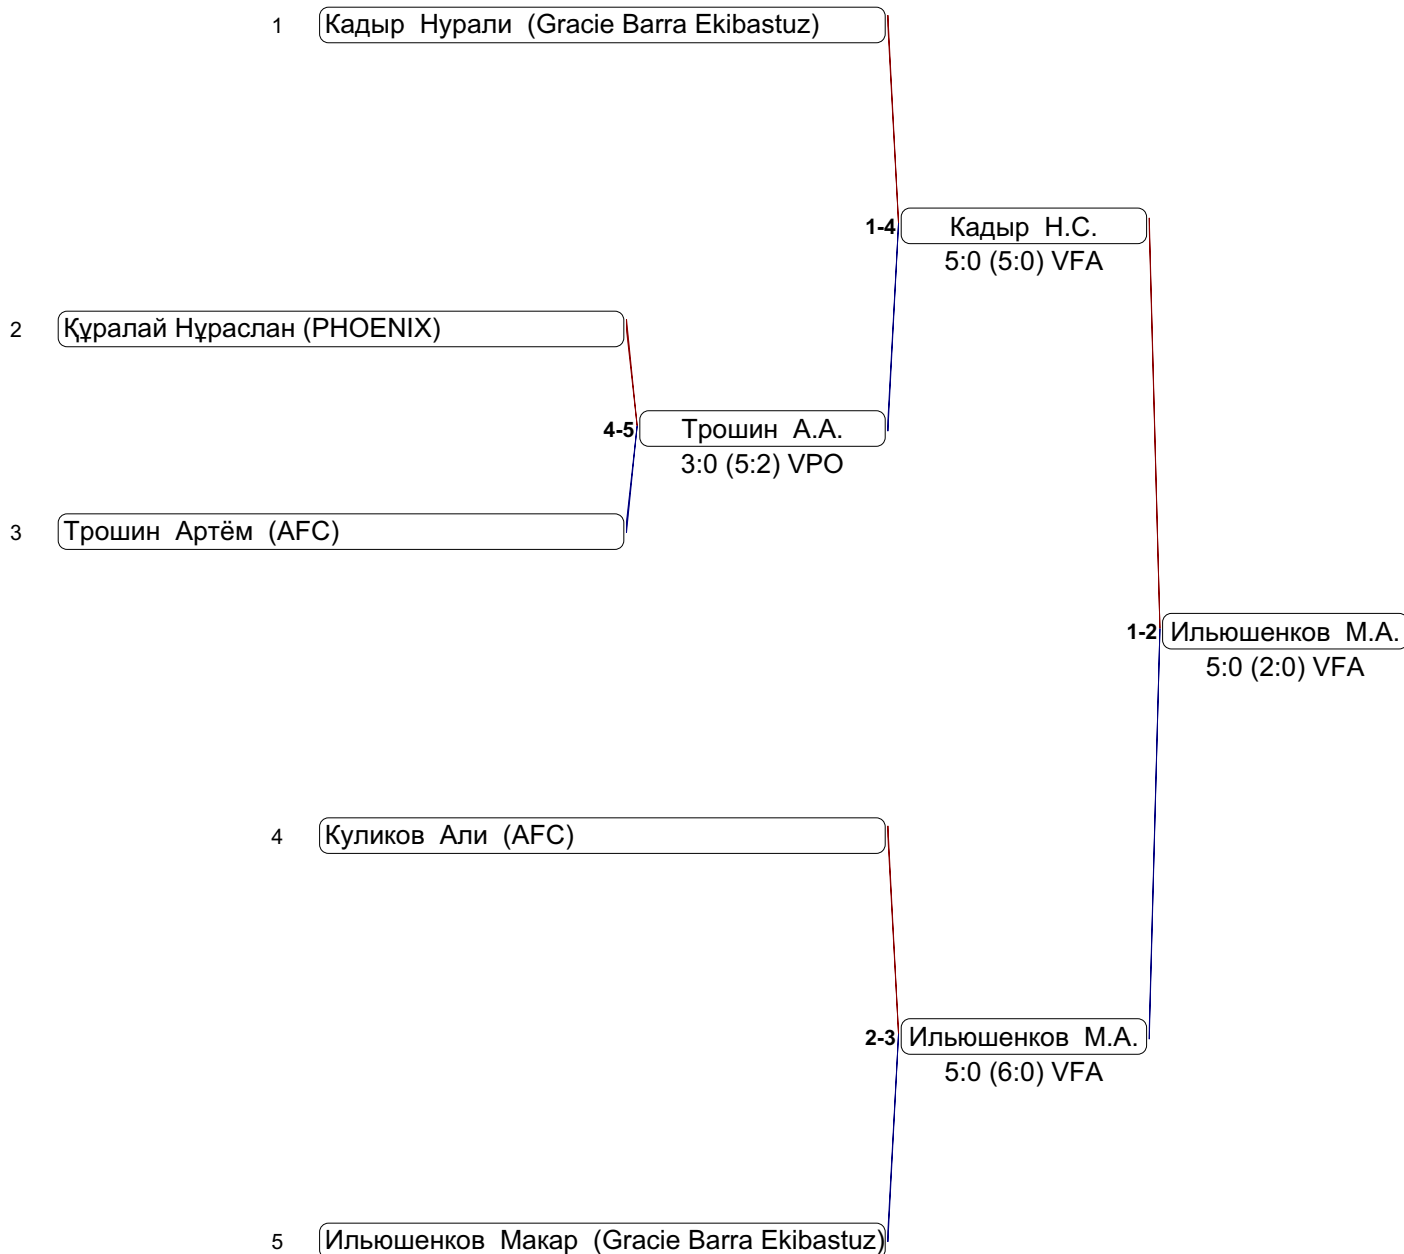 1 Кадыр Нурали (Gracie Barra Ekibastuz)
1-4 Кадыр Н.С.
5:0 (5:0) VFA
2 Құралай Нұраслан (PHOENIX)
4-5 Трошин А.А.
3:0 (5:2) VPO
3 Трошин Артём (AFC)
1-2 Ильюшенков М.А.
5:0 (2:0) VFA
4 Куликов Али (AFC)
2-3 Ильюшенков М.А.
5:0 (6:0) VFA
5 Ильюшенков Макар (Gracie Barra Ekibastuz)